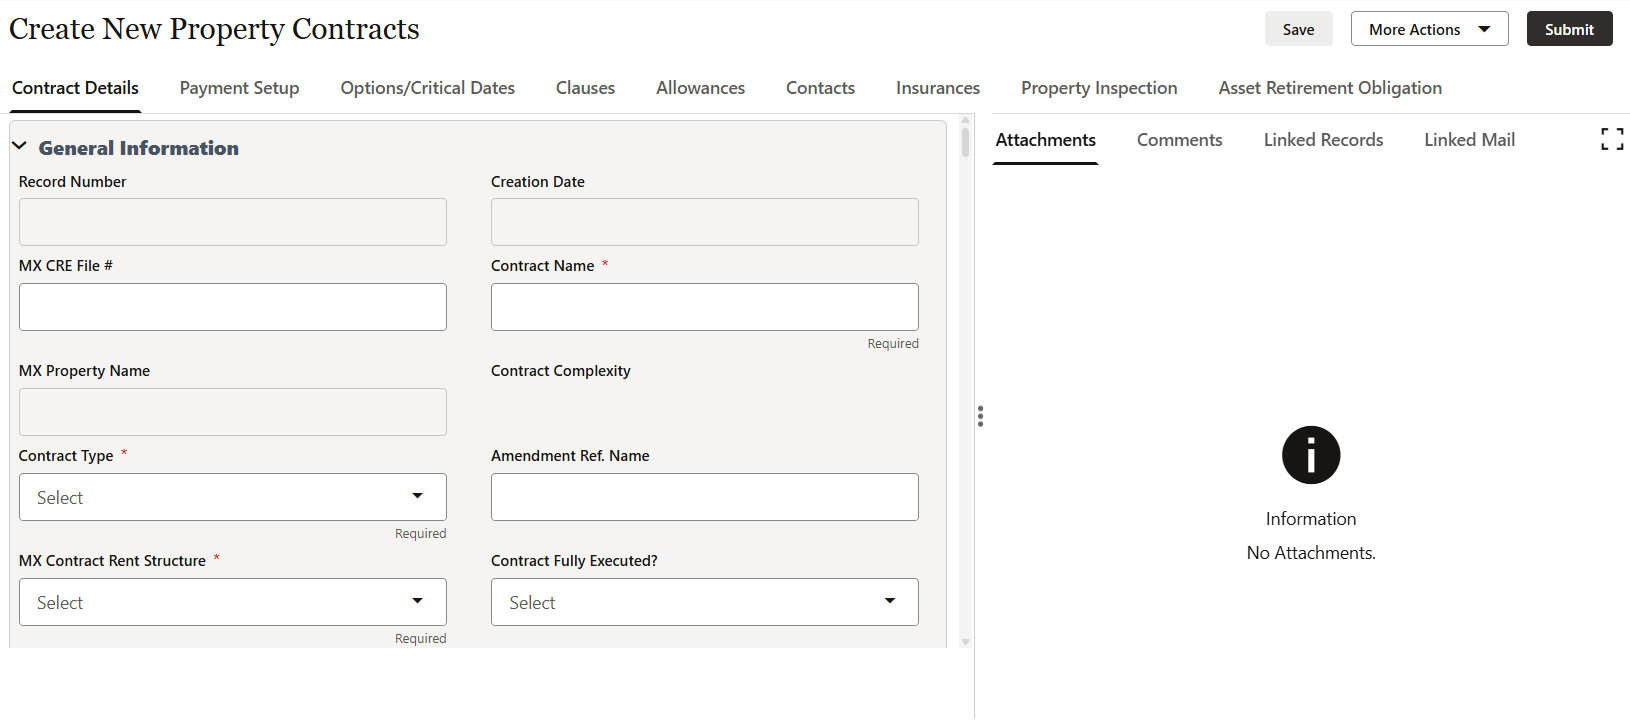 Create New Property Contracts
Save
More Actions
Submit
Contract Details
Payment Setup
Options/Critical Dates
Clauses
Allowances
Contacts
Insurances
Property Inspection
Asset Retirement Obligation
General Information
Record Number
Creation Date
MX CRE File #
Contract Name *
Required
MX Property Name
Contract Complexity
Contract Type *
Amendment Ref. Name
Select
Required
MX Contract Rent Structure *
Contract Fully Executed?
Select
Select
Required
Attachments
Comments
Linked Records
Linked Mail
Information
No Attachments.